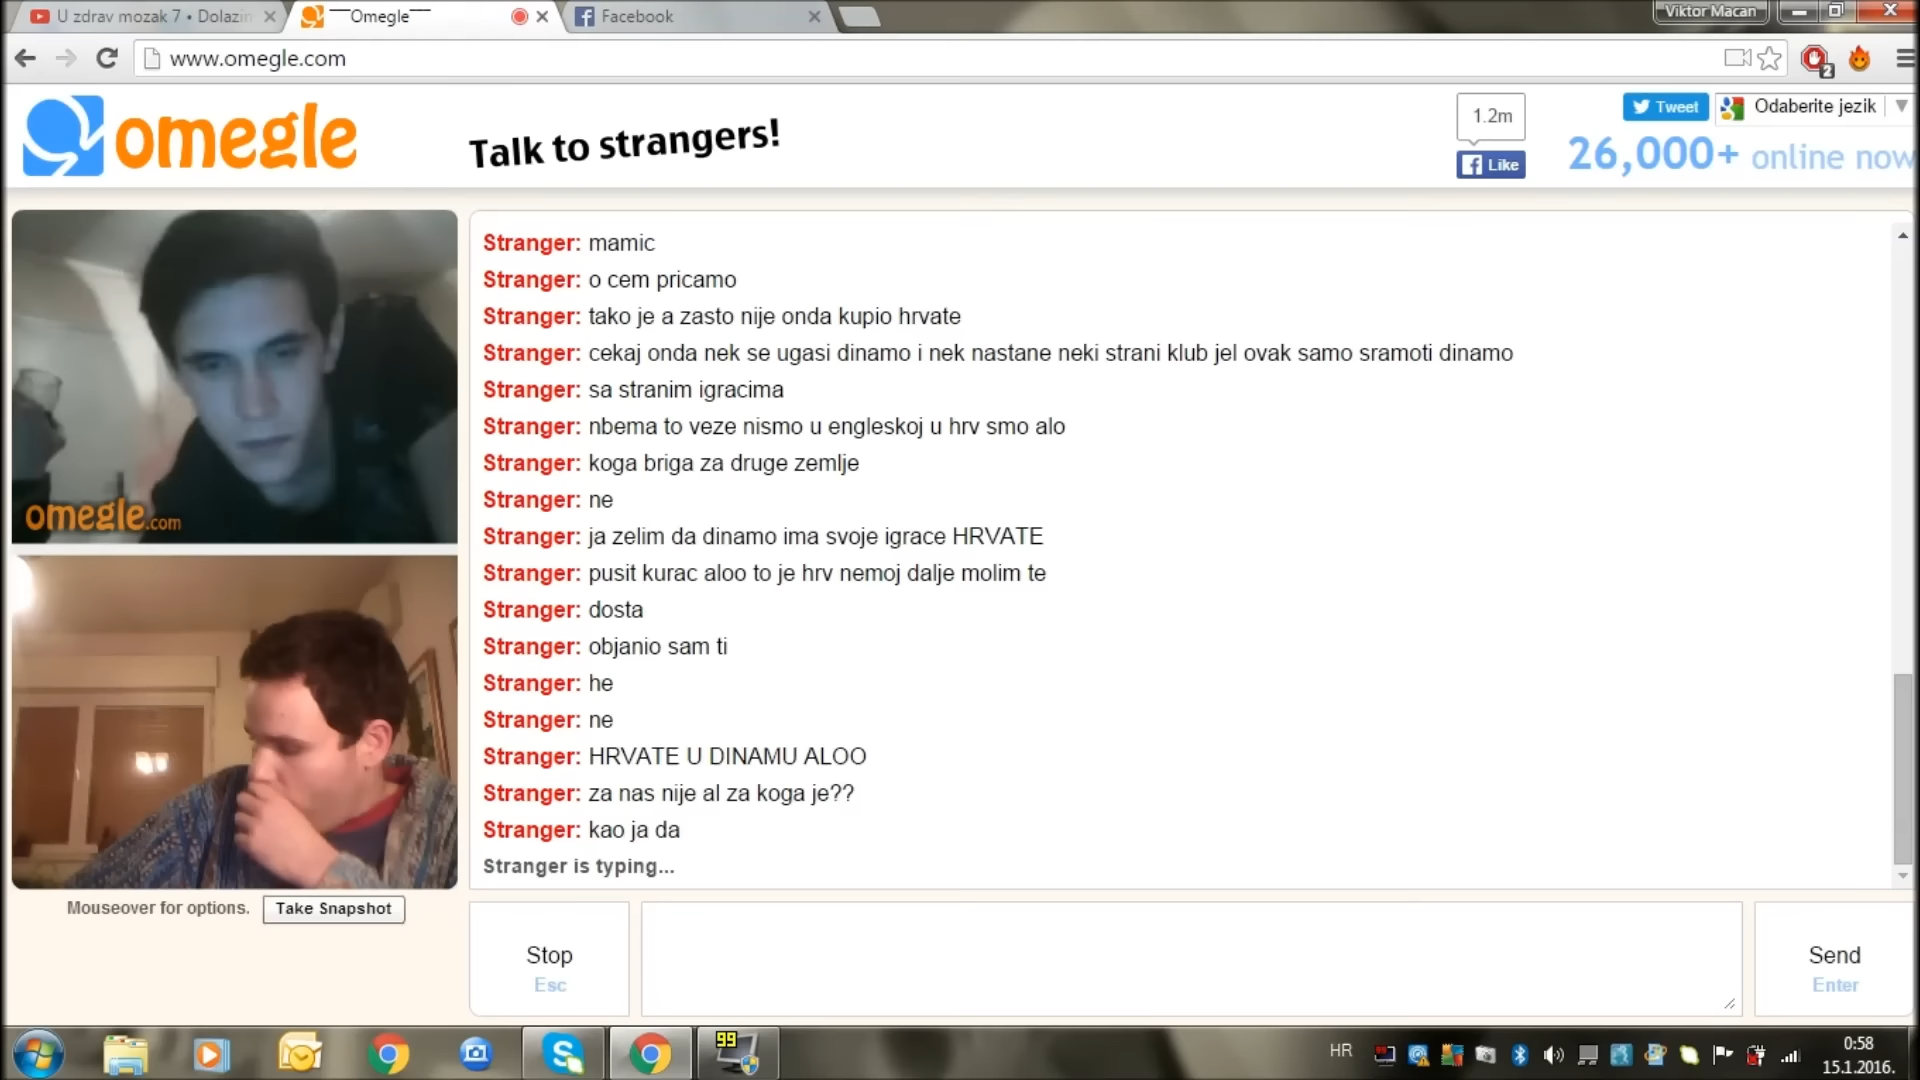 U zdrav mozak 7 • Dolazin
Omegle
Facebook
Viktor Macan
www.omegle.com
2
omegle
Talk to strangers!
1.2m
Like
Tweet
Odaberite jezik
26,000+ online now
omegle.com
Stranger: mamic
Stranger: o cem pricamo
Stranger: tako je a zasto nije onda kupio hrvate
Stranger: cekaj onda nek se ugasi dinamo i nek nastane neki strani klub jel ovak samo sramoti dinamo
Stranger: sa stranim igracima
Stranger: nbema to veze nismo u engleskoj u hrv smo alo
Stranger: koga briga za druge zemlje
Stranger: ne
Stranger: ja zelim da dinamo ima svoje igrace HRVATE
Stranger: pusit kurac aloo to je hrv nemoj dalje molim te
Stranger: dosta
Stranger: objanio sam ti
Stranger: he
Stranger: ne
Stranger: HRVATE U DINAMU ALOO
Stranger: za nas nije al za koga je??
Stranger: kao ja da
Stranger is typing...
Mouseover for options.
Take Snapshot
Stop
Esc
Send
Enter
99
HR
0:58
15.1.2016.